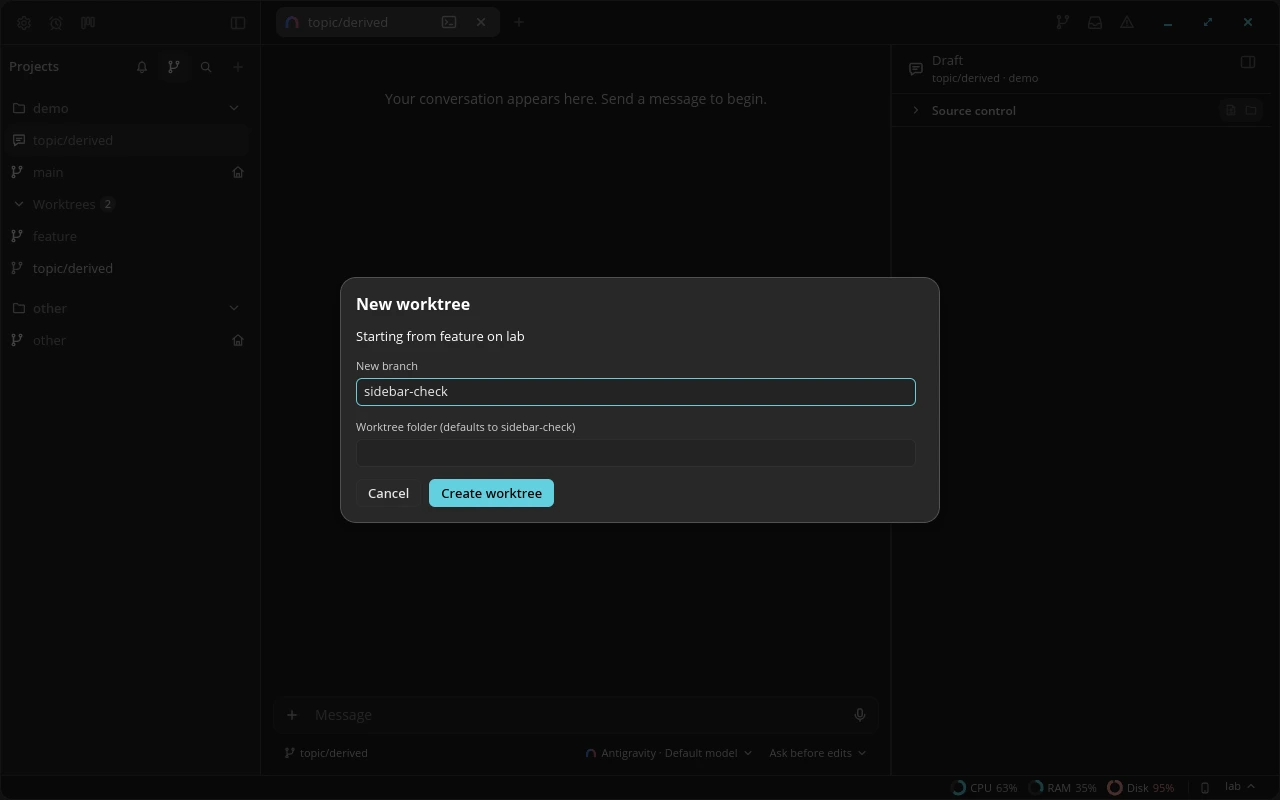 topic/derived
Projects
demo
topic/derived
main
Worktrees 2
feature
topic/derived
other
other
Your conversation appears here. Send a message to begin.
Draft
topic/derived · demo
Source control
New worktree
Starting from feature on lab
New branch
sidebar-check
Worktree folder (defaults to sidebar-check)
Cancel
Create worktree
Message
topic/derived
Antigravity · Default model
Ask before edits
CPU 63%
RAM 35%
Disk 95%
lab